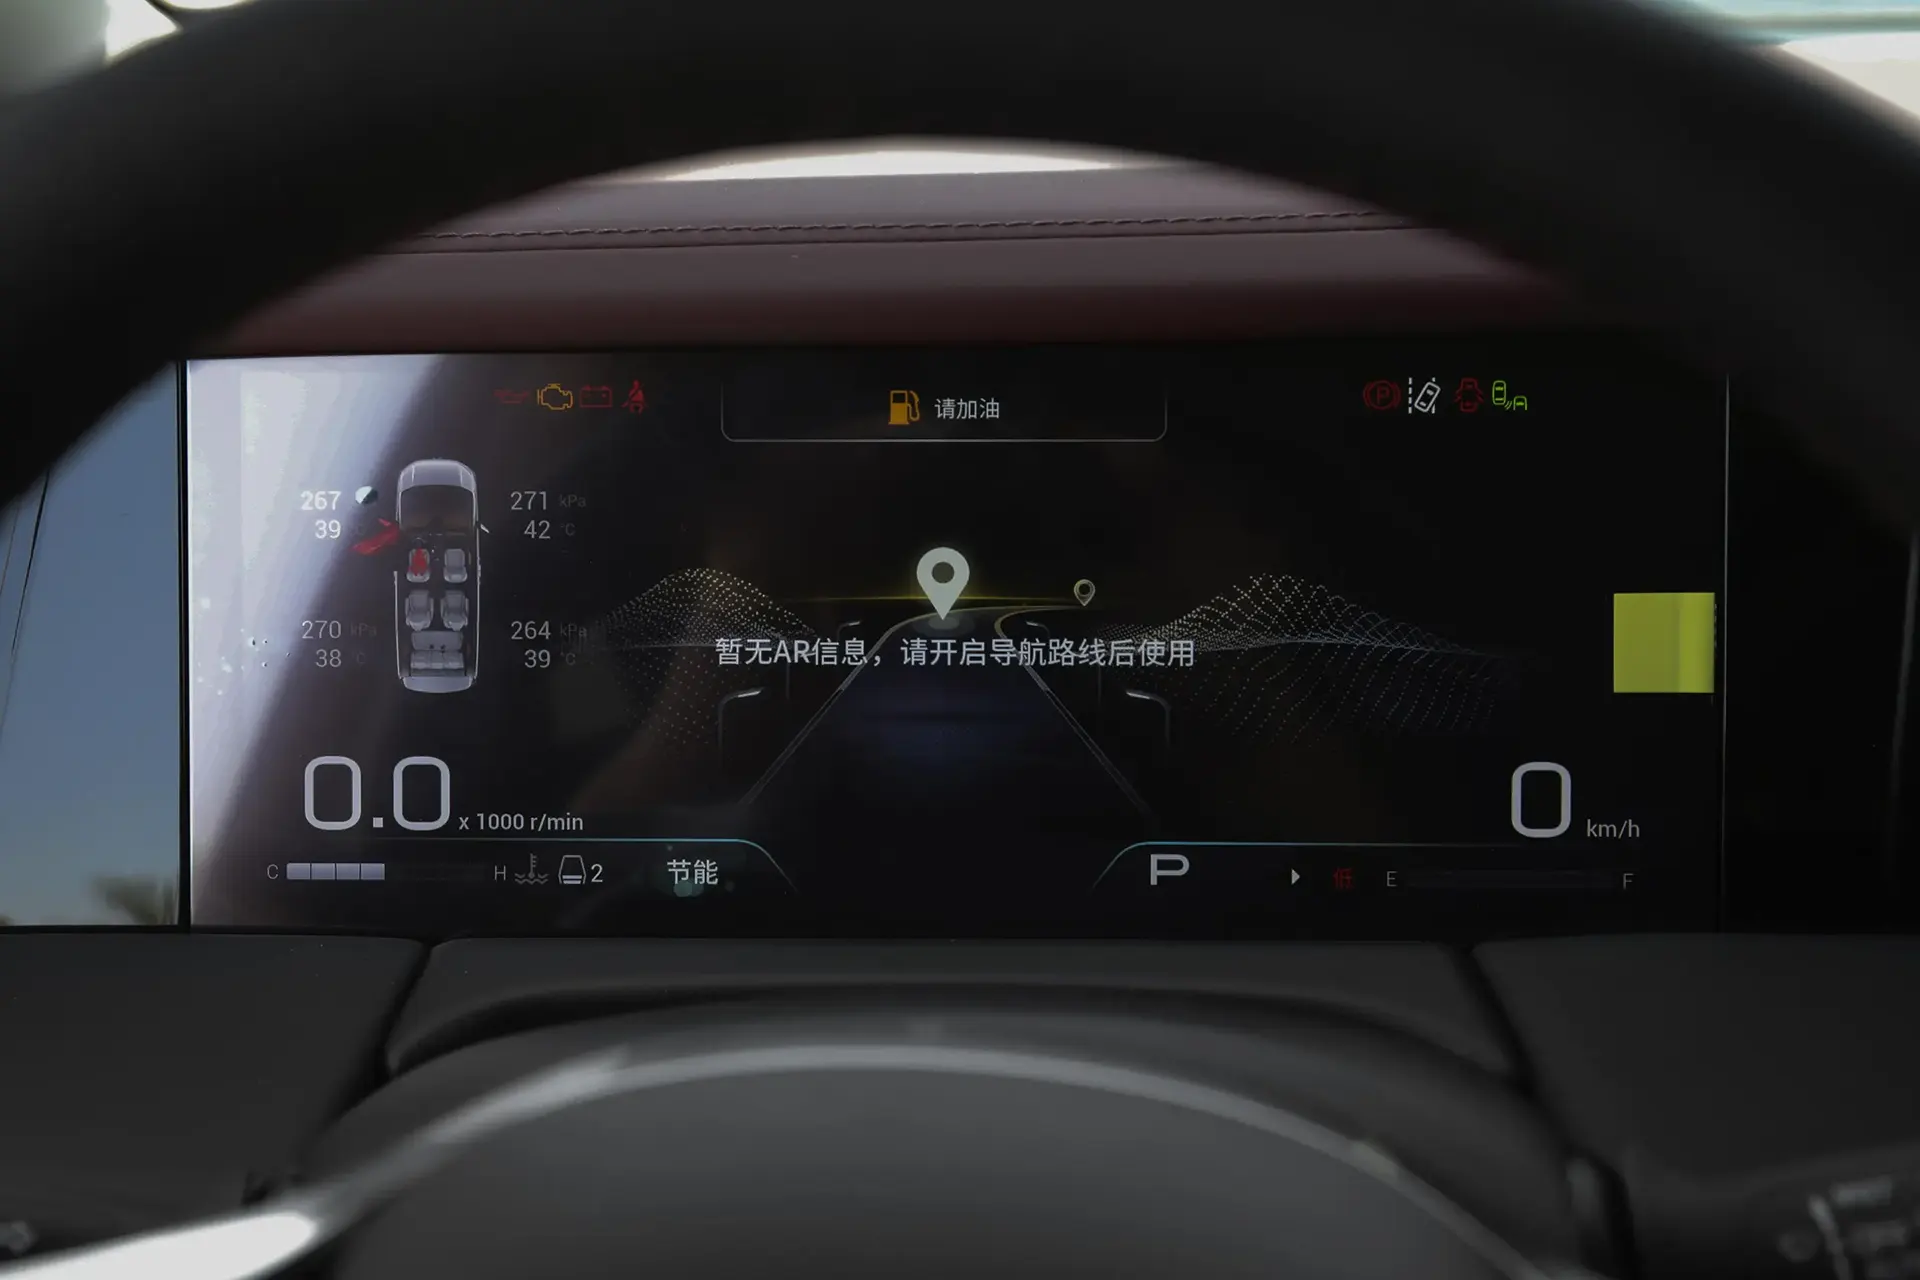 请加油
267
39
271 kPa
42 °C
270 kPa
38
264 kPa
39 °C
暂无AR信息，请开启导航路线后使用
0.0 x 1000 r/min
0 km/h
C H 2 节能
P 低 E F